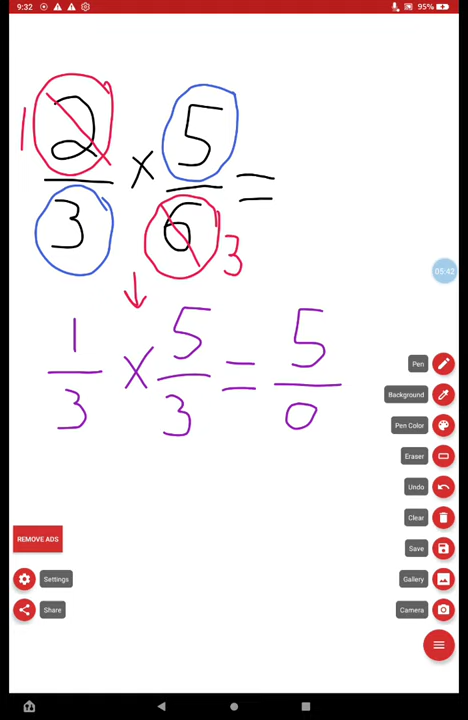 9:32 95%
1 2 × 5 =
3 6 3
1 × 5 = 5
3 3 0
05:42
Pen
Background
Pen Color
Eraser
Undo
Clear
REMOVE ADS
Save
Settings
Gallery
Share
Camera